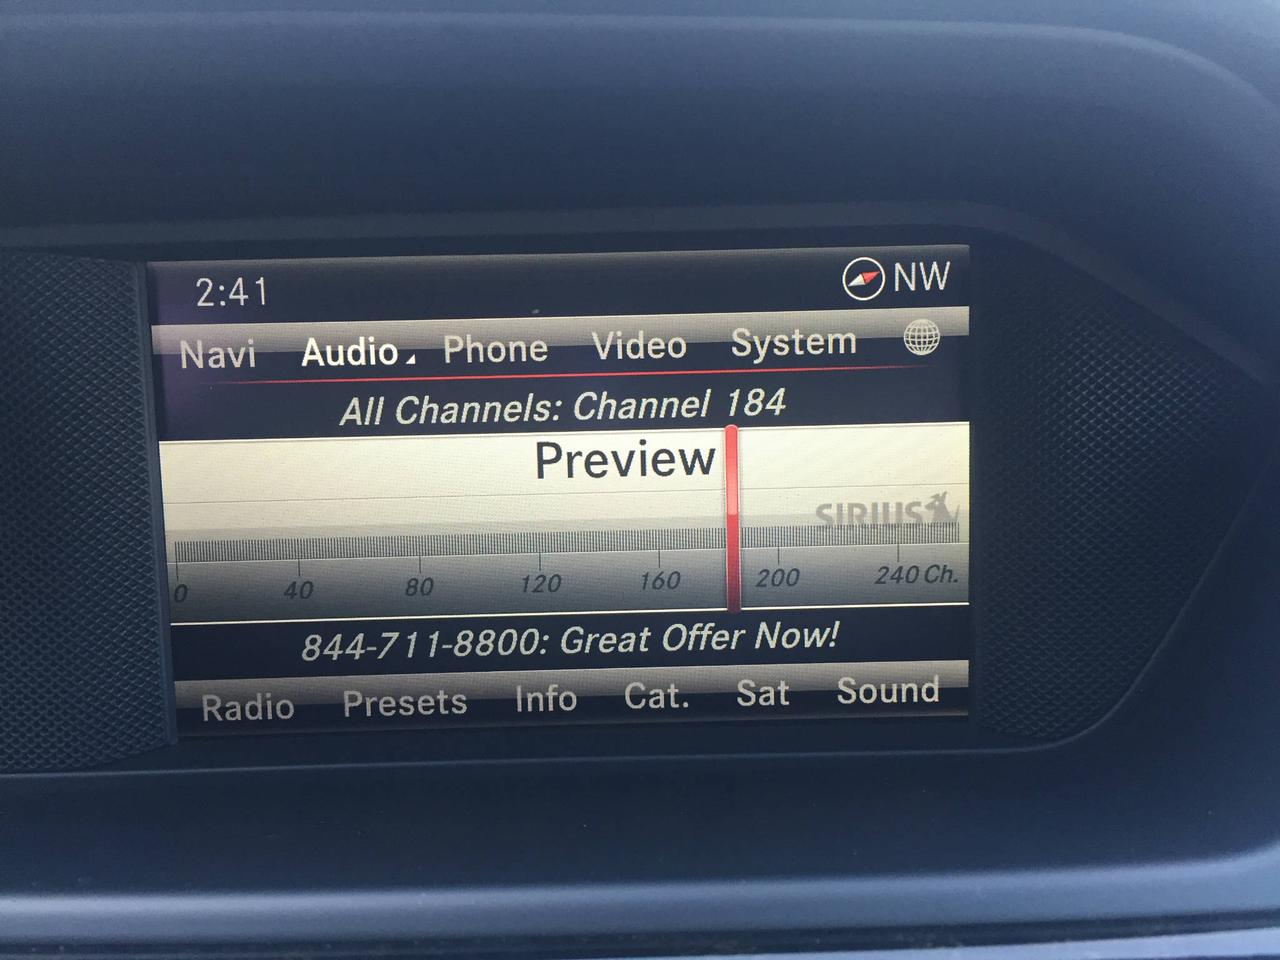 2:41 NW
Navi Audio Phone Video System
All Channels: Channel 184
Preview
SIRIUS
0 40 80 120 160 200 240 Ch.
844-711-8800: Great Offer Now!
Radio Presets Info Cat. Sat Sound